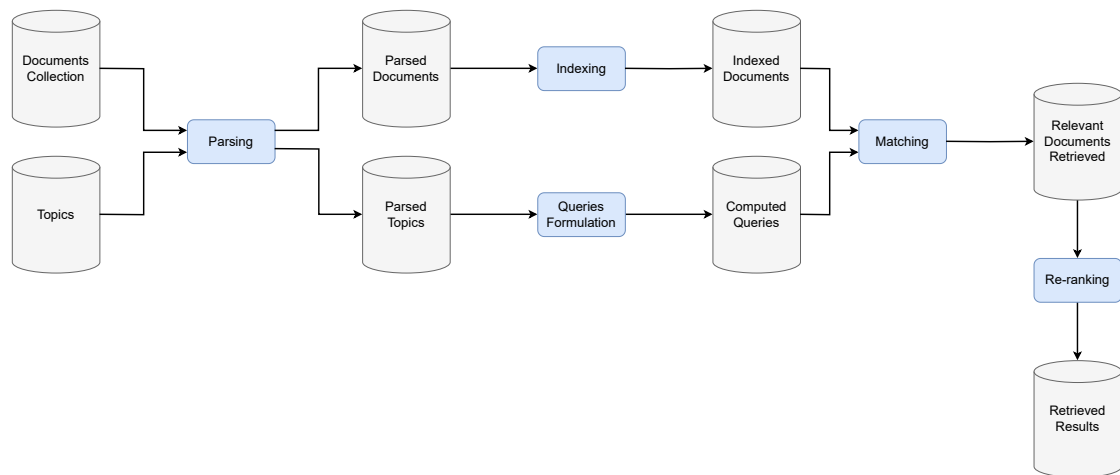 Documents
Collection
Parsed
Documents
Indexing
Indexed
Documents
Parsing
Matching
Relevant
Documents
Retrieved
Topics
Parsed
Topics
Queries
Formulation
Computed
Queries
Re-ranking
Retrieved
Results